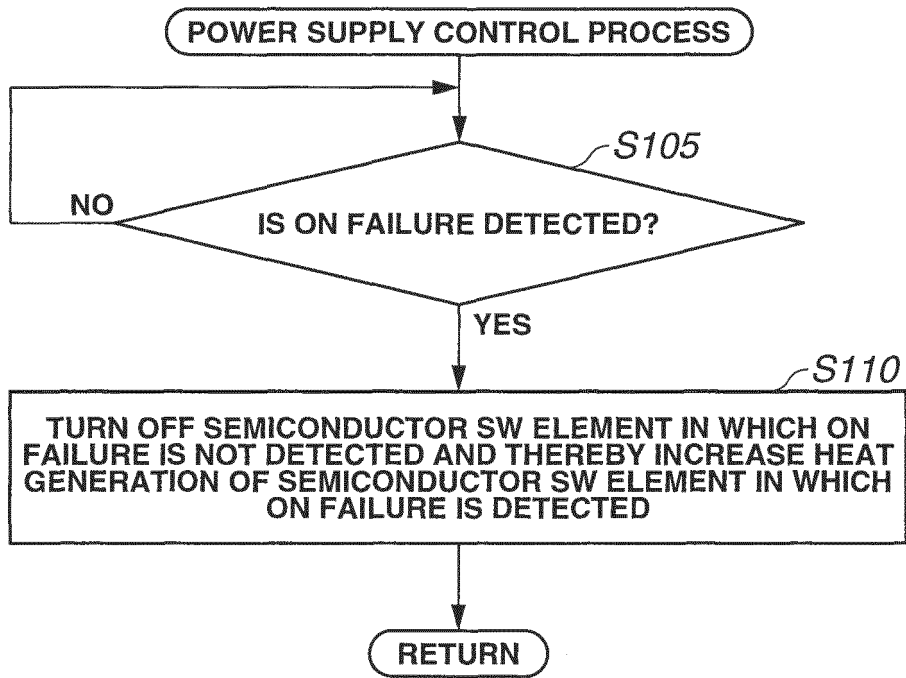 POWER SUPPLY CONTROL PROCESS
S105
NO
IS ON FAILURE DETECTED?
YES
S110
TURN OFF SEMICONDUCTOR SW ELEMENT IN WHICH ON
FAILURE IS NOT DETECTED AND THEREBY INCREASE HEAT
GENERATION OF SEMICONDUCTOR SW ELEMENT IN WHICH
ON FAILURE IS DETECTED
RETURN